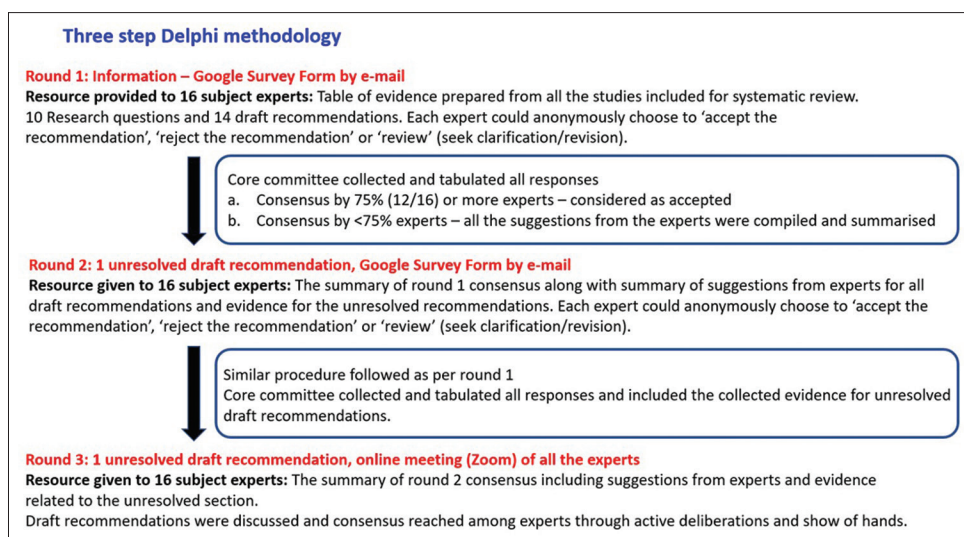 Three step Delphi methodology
Round 1: Information – Google Survey Form by e-mail
Resource provided to 16 subject experts: Table of evidence prepared from all the studies included for systematic review.
10 Research questions and 14 draft recommendations. Each expert could anonymously choose to ‘accept the
recommendation’, ‘reject the recommendation’ or ‘review’ (seek clarification/revision).
Core committee collected and tabulated all responses
a. Consensus by 75% (12/16) or more experts – considered as accepted
b. Consensus by <75% experts – all the suggestions from the experts were compiled and summarised
Round 2: 1 unresolved draft recommendation, Google Survey Form by e-mail
Resource given to 16 subject experts: The summary of round 1 consensus along with summary of suggestions from experts for all
draft recommendations and evidence for the unresolved recommendations. Each expert could anonymously choose to ‘accept the
recommendation’, ‘reject the recommendation’ or ‘review’ (seek clarification/revision).
Similar procedure followed as per round 1
Core committee collected and tabulated all responses and included the collected evidence for unresolved
draft recommendations.
Round 3: 1 unresolved draft recommendation, online meeting (Zoom) of all the experts
Resource given to 16 subject experts: The summary of round 2 consensus including suggestions from experts and evidence
related to the unresolved section.
Draft recommendations were discussed and consensus reached among experts through active deliberations and show of hands.